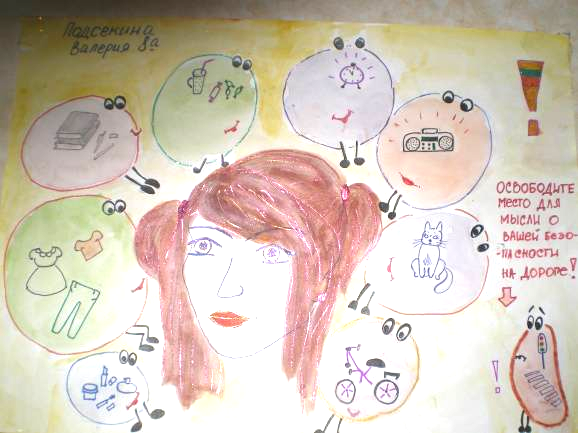 Подсекина
Валерия 8а
ОСВОБОДИТЕ
МЕСТО ДЛЯ
МЫСЛИ О
ВАШЕЙ БЕЗО-
-ПАСНОСТИ
НА ДОРОГЕ!